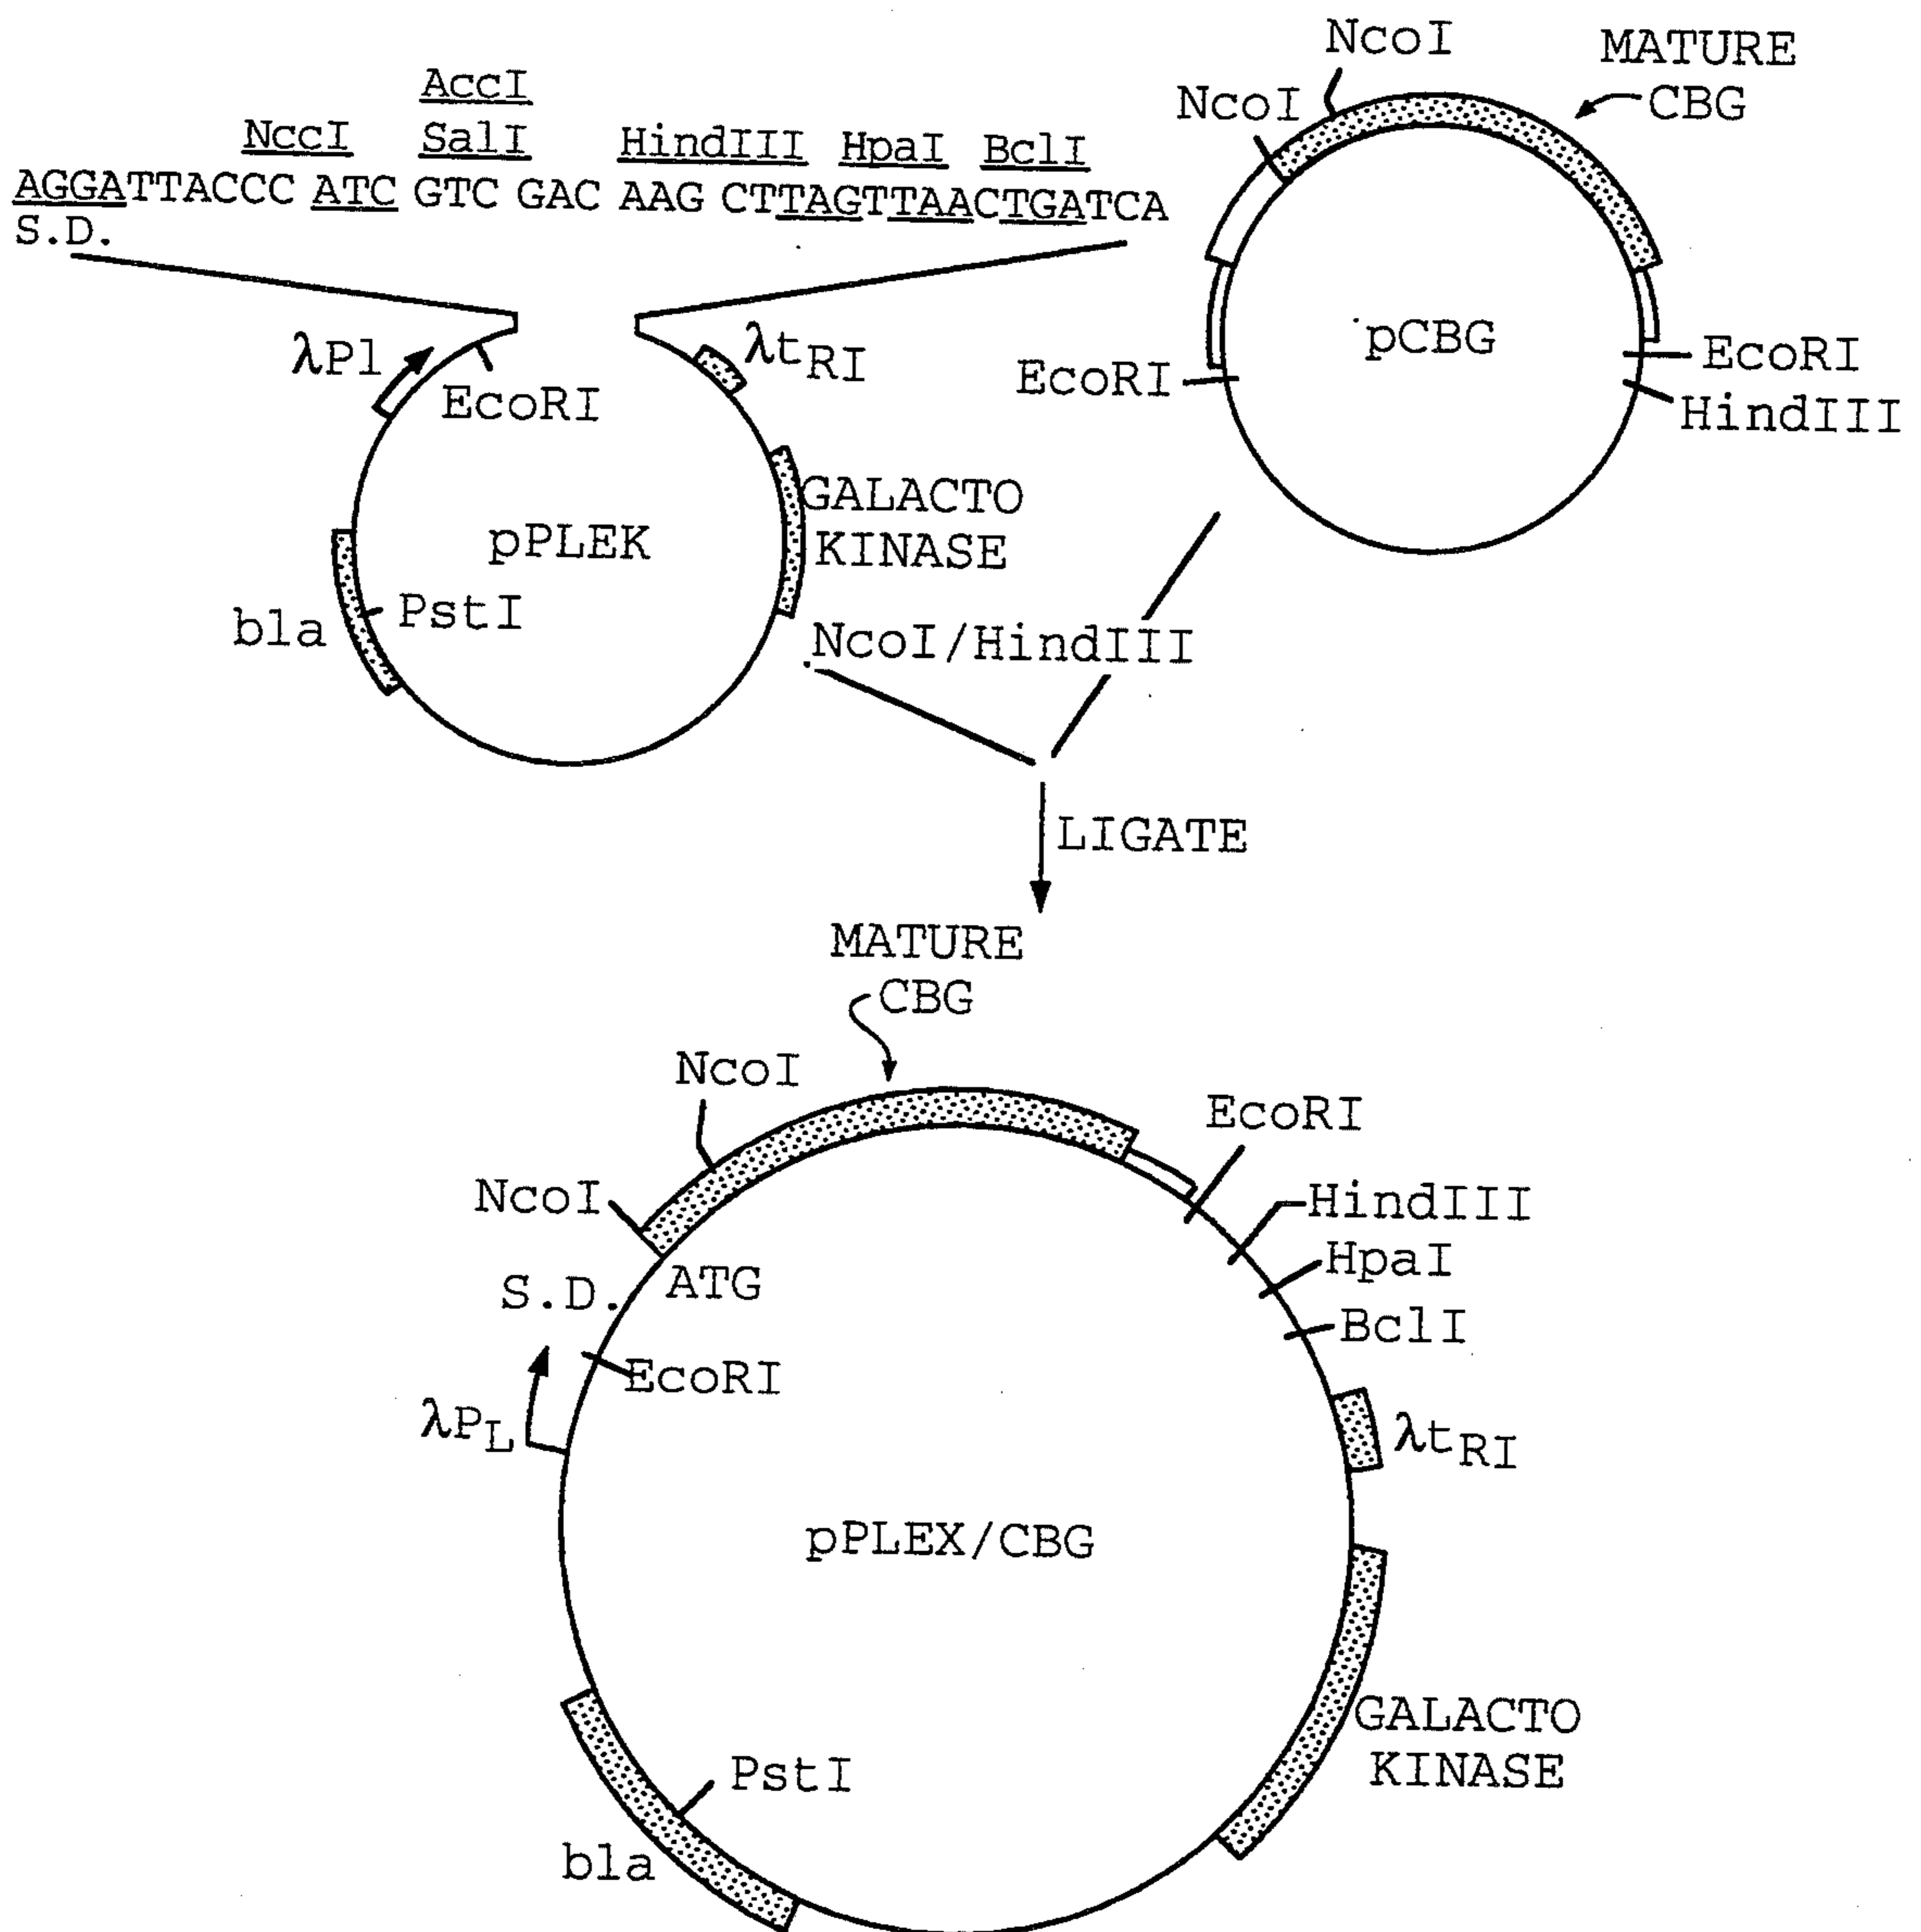 AccI
NccI SalI HindIII HpaI BclI
AGGATTACCC ATC GTC GAC AAG CTTAGTTAACTGATCA
S.D.
λPl
EcoRI
λtRI
pPLEK
GALACTO
KINASE
bla
PstI
NcoI
NcoI
MATURE
CBG
pCBG
EcoRI
EcoRI
HindIII
NcoI/HindIII
LIGATE
MATURE
CBG
NcoI
NcoI
EcoRI
HindIII
HpaI
BclI
S.D.
ATG
EcoRI
λPL
λtRI
pPLEX/CBG
GALACTO
KINASE
PstI
bla